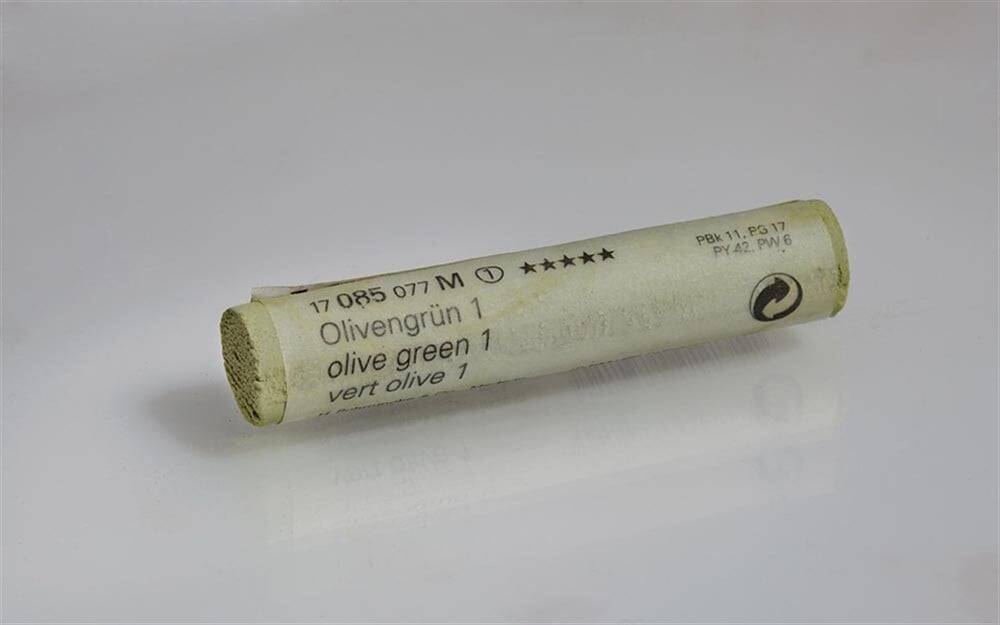 17 085 077 M ① ★★★★★
Olivengrün 1
olive green 1
vert olive 1
PBk 11, PG 17
PY 42, PW 6